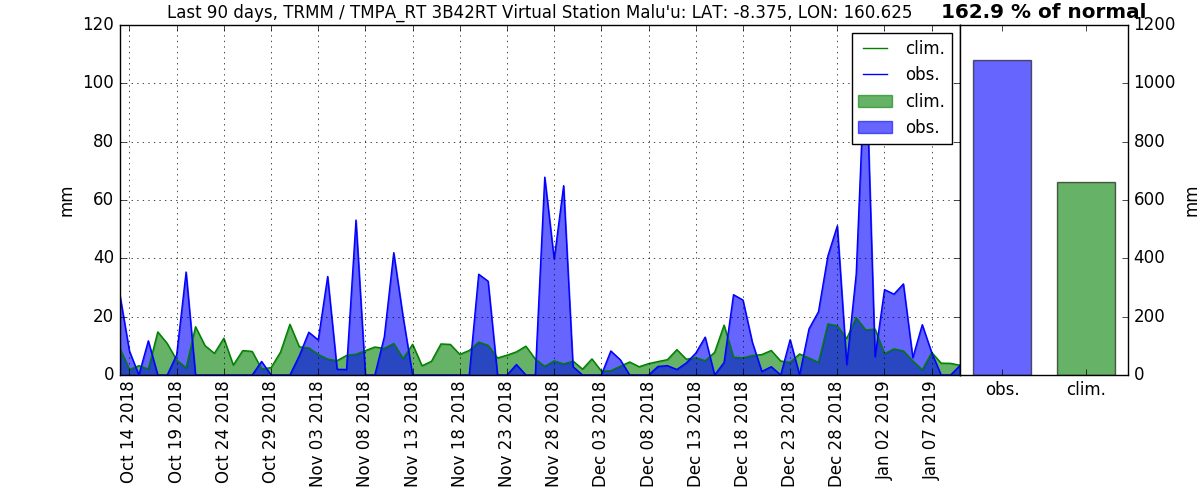 Last 90 days, TRMM / TMPA_RT 3B42RT Virtual Station Malu'u: LAT: -8.375, LON: 160.625
162.9 % of normal
120
100
80
60
40
20
0
mm
clim.
obs.
clim.
obs.
1200
1000
800
600
400
200
0
mm
Oct 14 2018
Oct 19 2018
Oct 24 2018
Oct 29 2018
Nov 03 2018
Nov 08 2018
Nov 13 2018
Nov 18 2018
Nov 23 2018
Nov 28 2018
Dec 03 2018
Dec 08 2018
Dec 13 2018
Dec 18 2018
Dec 23 2018
Dec 28 2018
Jan 02 2019
Jan 07 2019
obs.
clim.